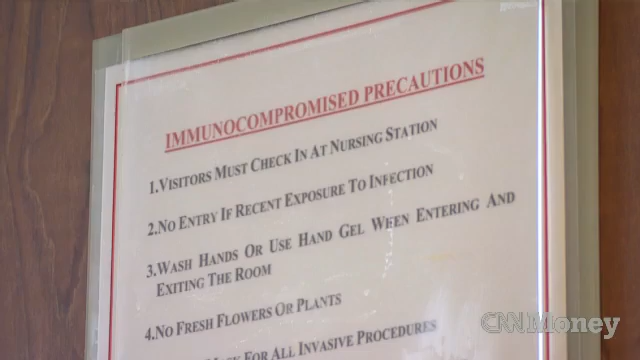 IMMUNOCOMPROMISED PRECAUTIONS
1.VISITORS MUST CHECK IN AT NURSING STATION
2.NO ENTRY IF RECENT EXPOSURE TO INFECTION
3.WASH HANDS OR USE HAND GEL WEEN ENTERING AND
EXITING THE ROOM
4.NO FRESH FLOWERS OR PLANTS
FOR ALL INVASIVE PROCEDURES
CNNMoney